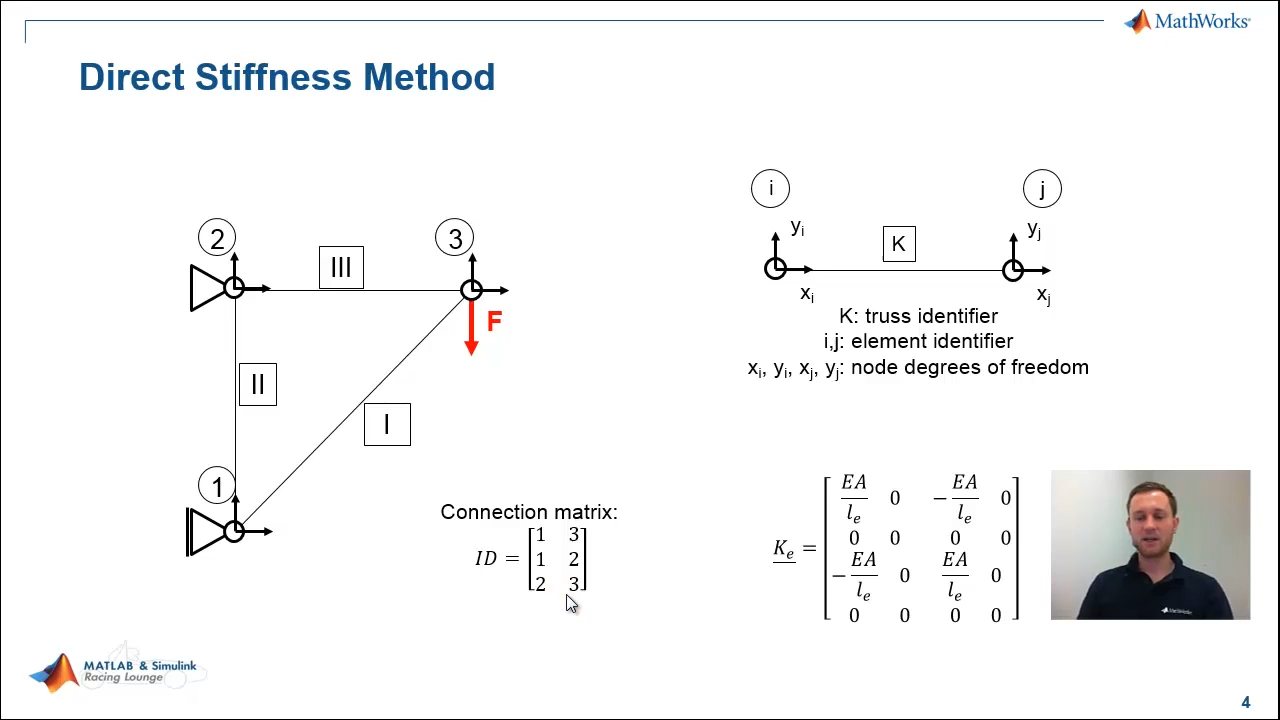 MathWorks®
Direct Stiffness Method
2
III
3
F
II
I
1
Connection matrix:
ID = [1 3
1 2
2 3]
i
j
y_i
y_j
K
x_i
x_j
K: truss identifier
i,j: element identifier
x_i, y_i, x_j, y_j: node degrees of freedom
K_e = [EA/l_e 0 −EA/l_e 0
0 0 0 0
−EA/l_e 0 EA/l_e 0
0 0 0 0]
MathWorks
MATLAB & Simulink
Racing Lounge
4